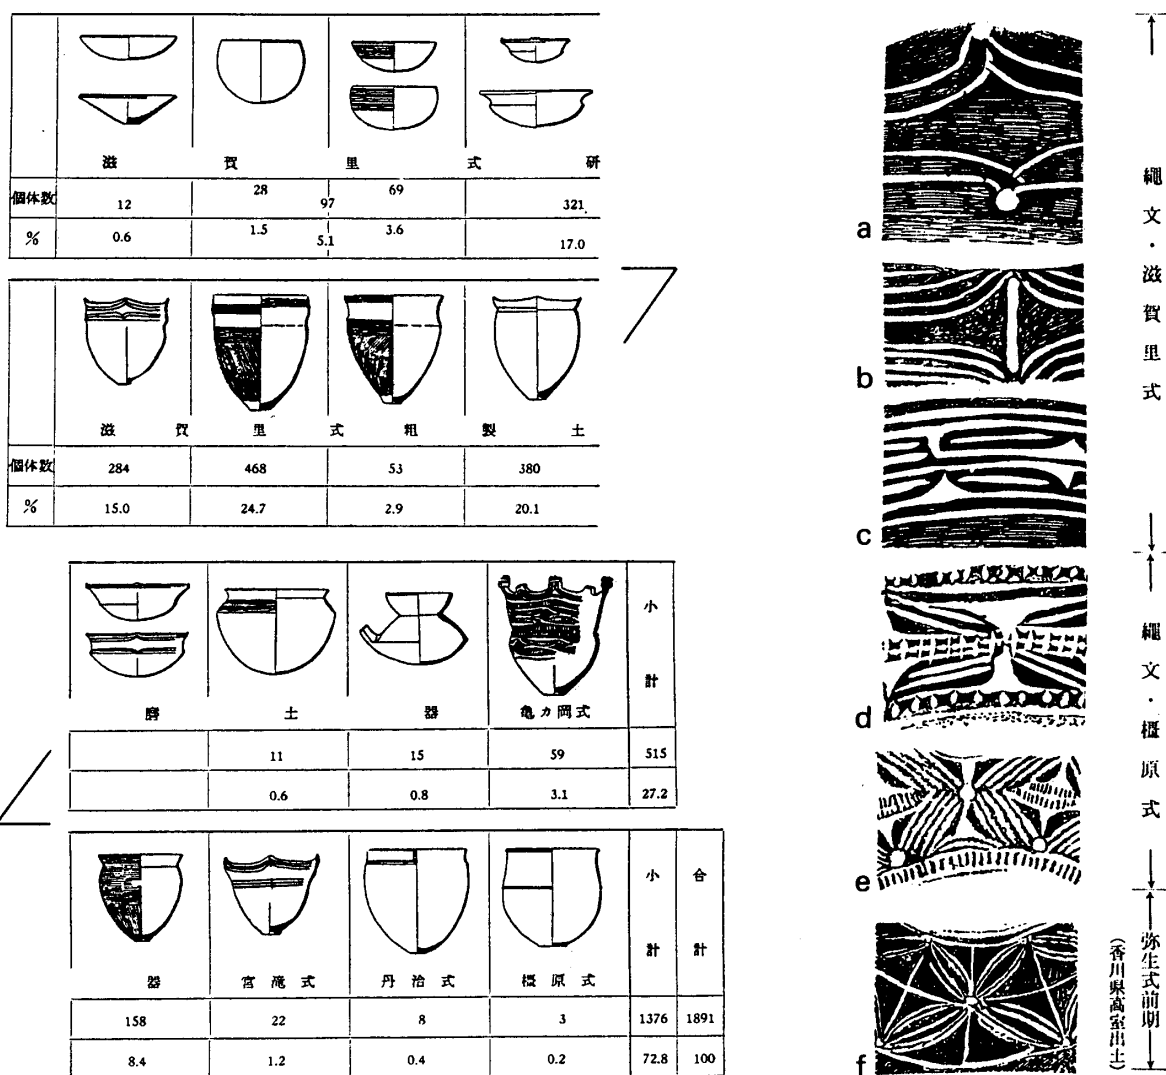 滋賀里式研
個体数 12 28 69 97 321
% 0.6 1.5 3.6 5.1 17.0
滋賀里式粗製土
個体数 284 468 53 380
% 15.0 24.7 2.9 20.1
磨土器 亀ガ岡式 小計
11 15 59 515
0.6 0.8 3.1 27.2
器 宮滝式 丹治式 橿原式 小計 合計
158 22 8 3 1376 1891
8.4 1.2 0.4 0.2 72.8 100
a
b
c
d
e
f
繩文・滋賀里式
繩文・橿原式
弥生式前期
(香川県高室出土)